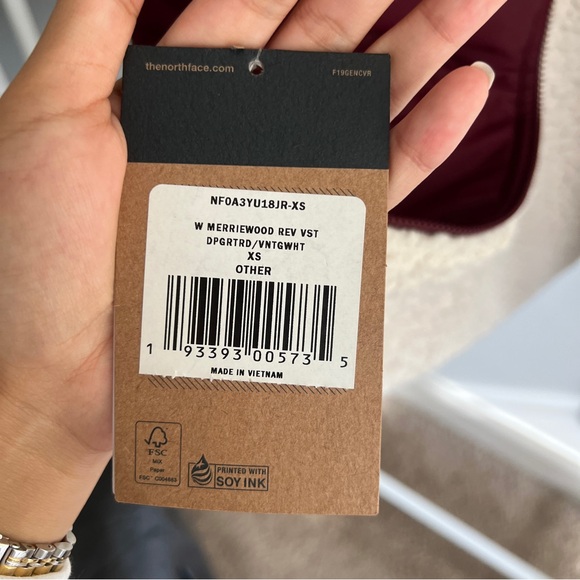 thenorthface.com
F19GENCVR
NF0A3YU18JR-XS
W MERRIEWOOD REV VST
DPGRTRD/VNTGWHT
XS
OTHER
1 93393 00573 5
MADE IN VIETNAM
FSC
MIX
Paper
PRINTED WITH
SOY INK